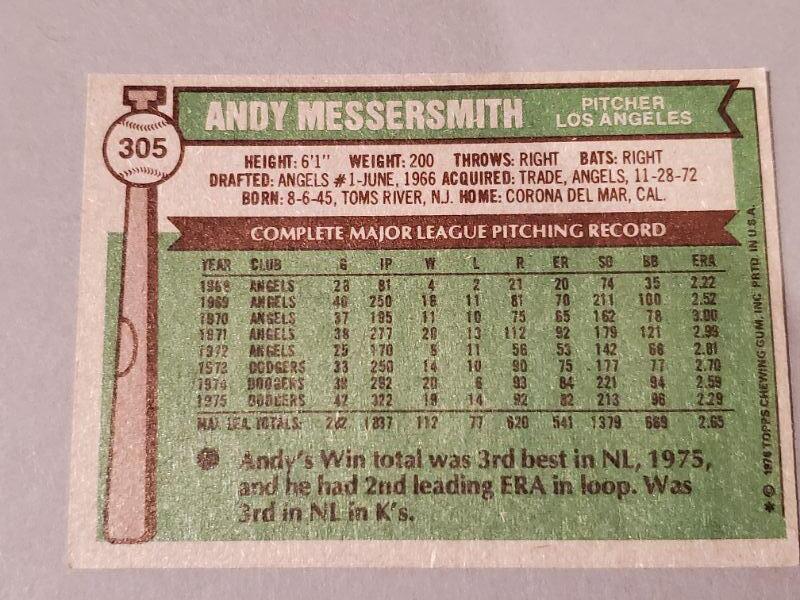 305
ANDY MESSERSMITH
PITCHER
LOS ANGELES
HEIGHT: 6'1" WEIGHT: 200 THROWS: RIGHT BATS: RIGHT
DRAFTED: ANGELS #1-JUNE, 1966 ACQUIRED: TRADE, ANGELS, 11-28-72
BORN: 8-6-45, TOMS RIVER, N.J. HOME: CORONA DEL MAR, CAL.
COMPLETE MAJOR LEAGUE PITCHING RECORD
YEAR CLUB G IP W L R ER SO BB ERA
1968 ANGELS 28 81 4 2 21 20 74 35 2.22
1969 ANGELS 40 250 16 11 81 70 211 100 2.52
1970 ANGELS 37 195 11 10 75 65 162 78 3.00
1971 ANGELS 38 277 20 13 112 92 179 121 2.99
1972 ANGELS 25 170 8 11 56 53 142 68 2.81
1973 DODGERS 33 250 14 10 90 75 177 77 2.70
1974 DODGERS 39 292 20 6 93 84 221 94 2.59
1975 DODGERS 42 322 19 14 92 82 213 96 2.29
MAJ. LEA. TOTALS: 282 1837 112 77 620 541 1379 669 2.65
Andy's Win total was 3rd best in NL, 1975,
and he had 2nd leading ERA in loop. Was
3rd in NL in K's.
* © 1976 TOPPS CHEWING GUM, INC. PRTD. IN U.S.A.